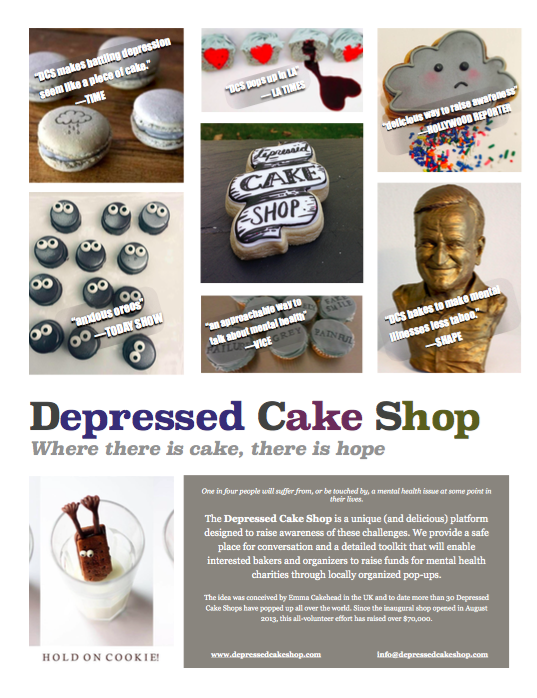 "DCS makes battling depression
seem like a piece of cake."
—TIME
"DCS pops up in LA"
— LA TIMES
"delicious way to raise awareness"
—HOLLYWOOD REPORTER
depressed
CAKE
SHOP
"anxious oreos"
—TODAY SHOW
"an approachable way to
talk about mental health"
—VICE
GREY
PAINFUL
"DCS bakes to make mental
illnesses less taboo."
—SHAPE
Depressed Cake Shop
Where there is cake, there is hope
One in four people will suffer from, or be touched by, a mental health issue at some point in
their lives.
The Depressed Cake Shop is a unique (and delicious) platform
designed to raise awareness of these challenges. We provide a safe
place for conversation and a detailed toolkit that will enable
interested bakers and organizers to raise funds for mental health
charities through locally organized pop-ups.
The idea was conceived by Emma Cakehead in the UK and to date more than 30 Depressed
Cake Shops have popped up all over the world. Since the inaugural shop opened in August
2013, this all-volunteer effort has raised over $70,000.
www.depressedcakeshop.com info@depressedcakeshop.com
HOLD ON COOKIE!